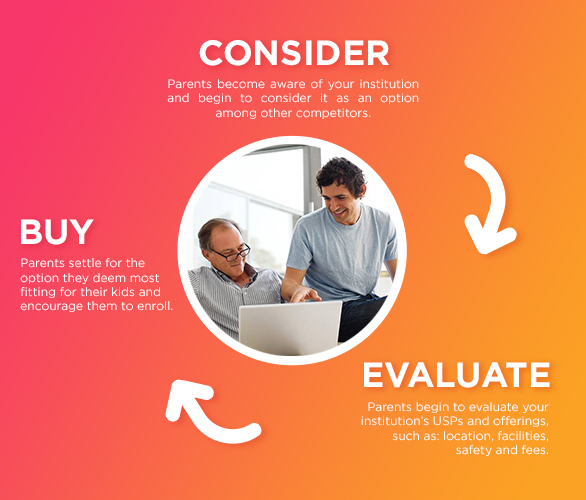 CONSIDER
Parents become aware of your institution
and begin to consider it as an option
among other competitors.
BUY
Parents settle for the
option they deem most
fitting for their kids and
encourage them to enroll.
EVALUATE
Parents begin to evaluate your
institution's USPs and offerings,
such as: location, facilities,
safety and fees.